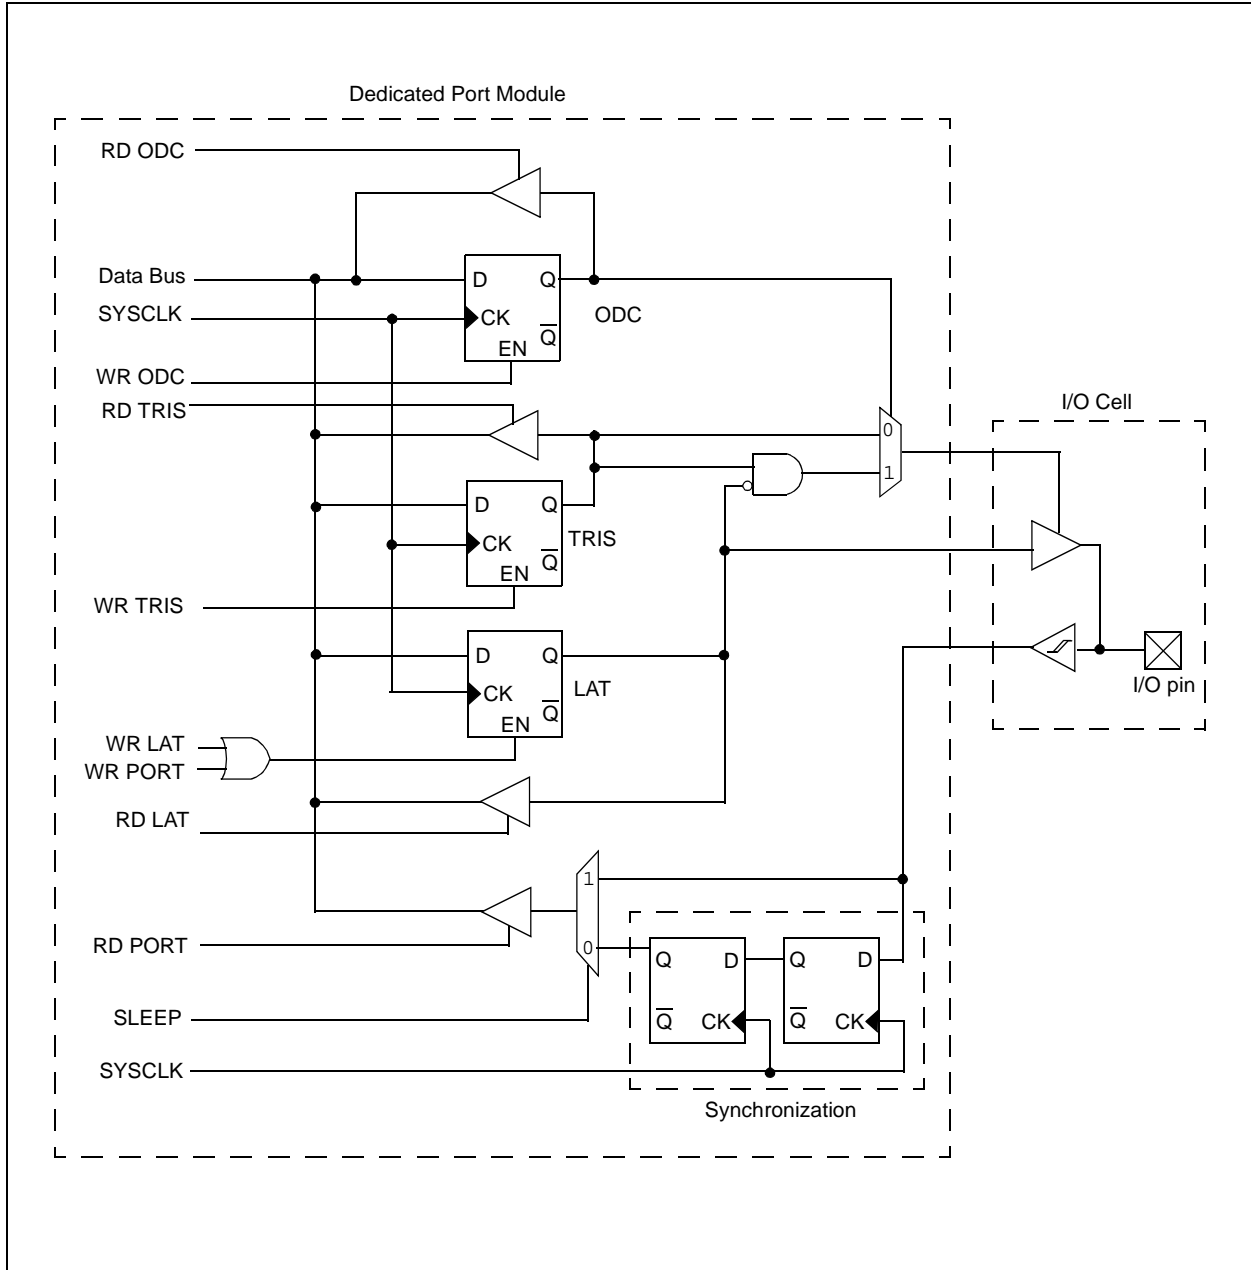 Dedicated Port Module
RD ODC
Data Bus
D
Q
SYSCLK
CK
Q̅
ODC
EN
WR ODC
RD TRIS
I/O Cell
0
1
D
Q
TRIS
CK
Q̅
EN
WR TRIS
D
Q
LAT
CK
Q̅
EN
I/O pin
WR LAT
WR PORT
RD LAT
1
0
RD PORT
Q
D
Q
D
SLEEP
Q̅
CK
Q̅
CK
SYSCLK
Synchronization